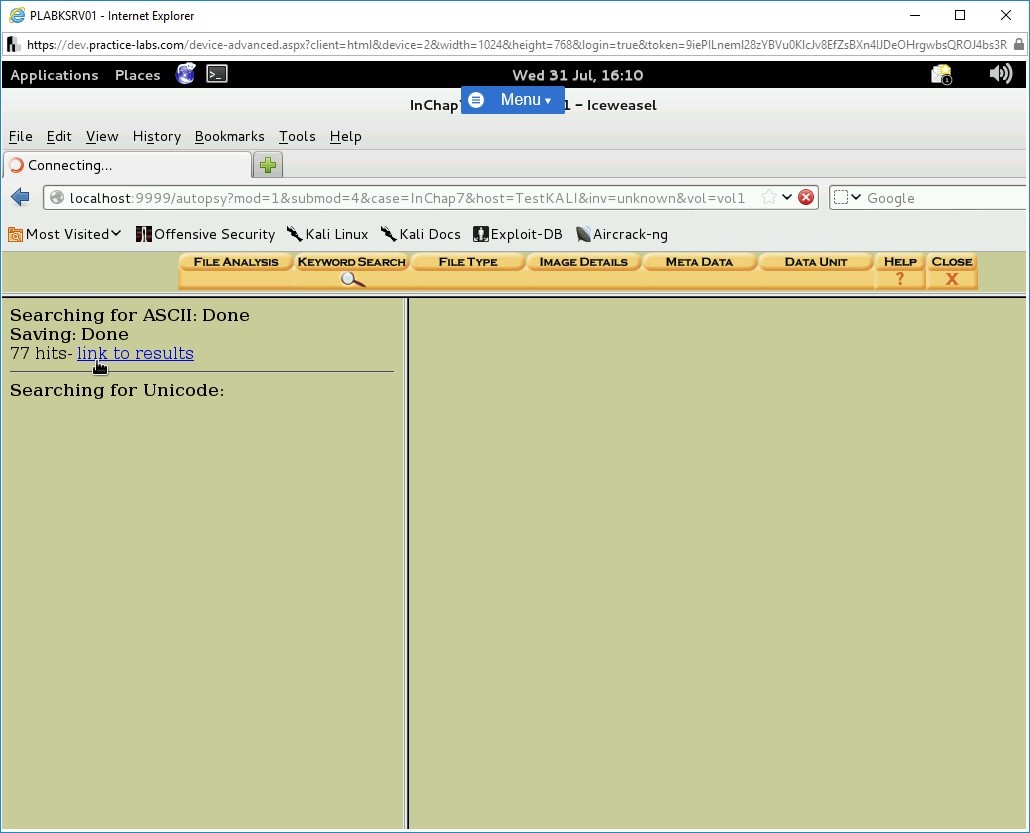 PLABKSRV01 - Internet Explorer
https://dev.practice-labs.com/device-advanced.aspx?client=html&device=2&width=1024&height=768&login=true&token=
Applications Places Wed 31 Jul, 16:10
InChap Menu 1 - Iceweasel
File Edit View History Bookmarks Tools Help
Connecting...
localhost:9999/autopsy?mod=1&submod=4&case=InChap7&host=TestKALI&inv=unknown&vol=vol1 Google
Most Visited Offensive Security Kali Linux Kali Docs Exploit-DB Aircrack-ng
FILE ANALYSIS KEYWORD SEARCH FILE TYPE IMAGE DETAILS META DATA DATA UNIT HELP CLOSE
? X
Searching for ASCII: Done
Saving: Done
77 hits- link to results
Searching for Unicode: